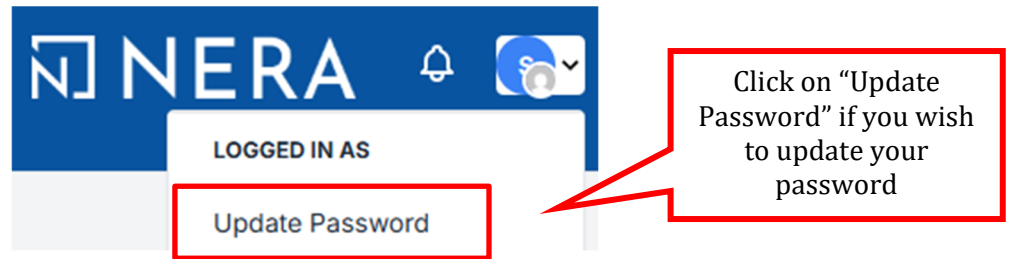 N NERA
S
LOGGED IN AS
Update Password
Click on “Update
Password” if you wish
to update your
password